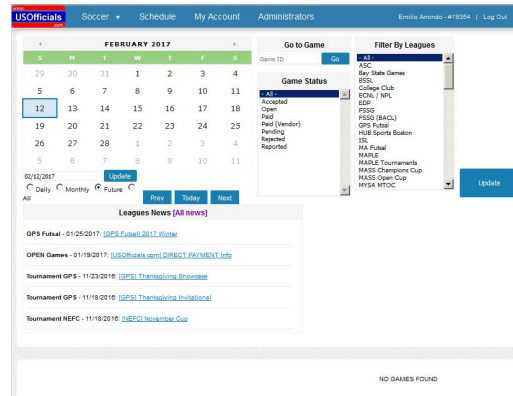 www.
USOfficials
.com
Soccer ▼ Schedule My Account Administrators Emilio Arrondo - #19354 | Log Out
« FEBRUARY 2017 »
S M T W T F S
29 30 31 1 2 3 4
5 6 7 8 9 10 11
12 13 14 15 16 17 18
19 20 21 22 23 24 25
26 27 28 1 2 3 4
5 6 7 8 9 10 11
02/12/2017 Update
Daily Monthly Future
All
Prev Today Next
Go to Game
Game ID Go
Game Status
- All -
Accepted
Open
Paid
Paid (Vendor)
Pending
Rejected
Reported
Filter By Leagues
- All -
ASC
Bay State Games
BSSL
College Club
ECNL / NPL
EDP
FSSG
FSSG (BACL)
GPS Futsal
HUB Sports Boston
ISL
MA Futsal
MAPLE
MAPLE Tournaments
MASS Champions Cup
MASS Open Cup
MYSA MTOC
Update
Leagues News [All news]
GPS Futsal - 01/25/2017: [GPS Futsal] 2017 Winter
OPEN Games - 01/19/2017: [USOfficials.com] DIRECT PAYMENT Info
Tournament GPS - 11/23/2016: [GPS] Thanksgiving Showcase
Tournament GPS - 11/18/2016: [GPS] Thanksgiving Invitational
Tournament NEFC - 11/18/2016: [NEFC] November Cup
NO GAMES FOUND